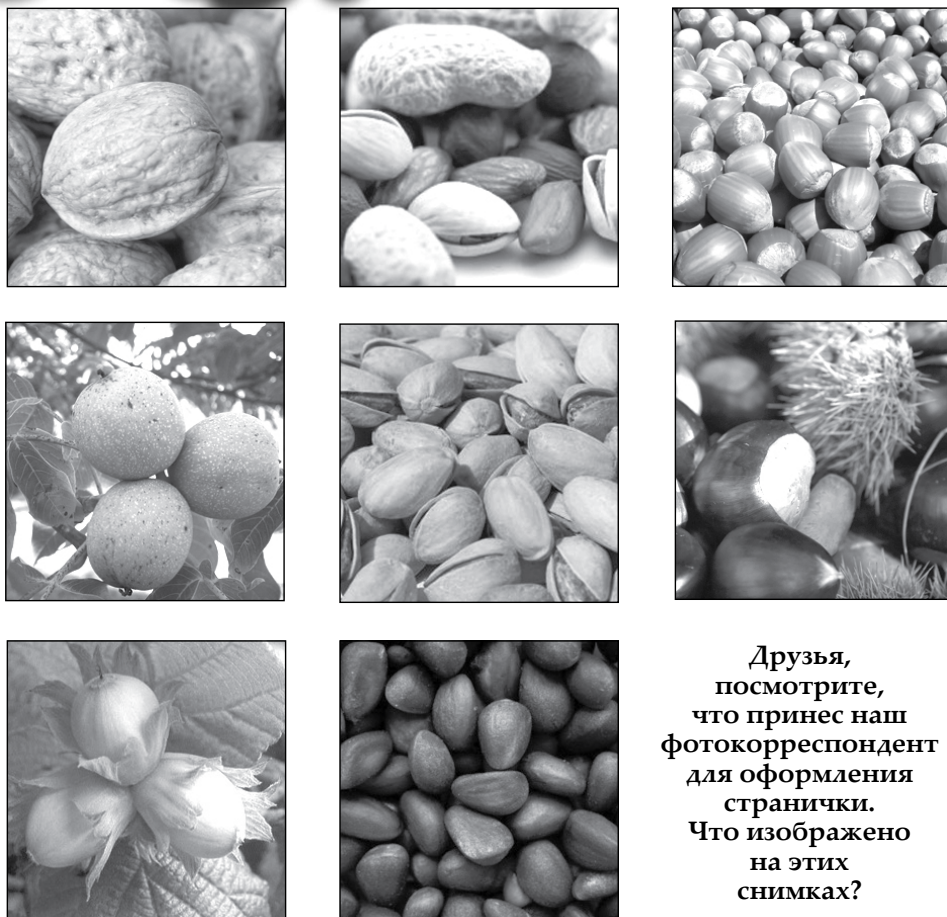 Друзья,
посмотрите,
что принес наш
фотокорреспондент
для оформления
странички.
Что изображено
на этих
снимках?